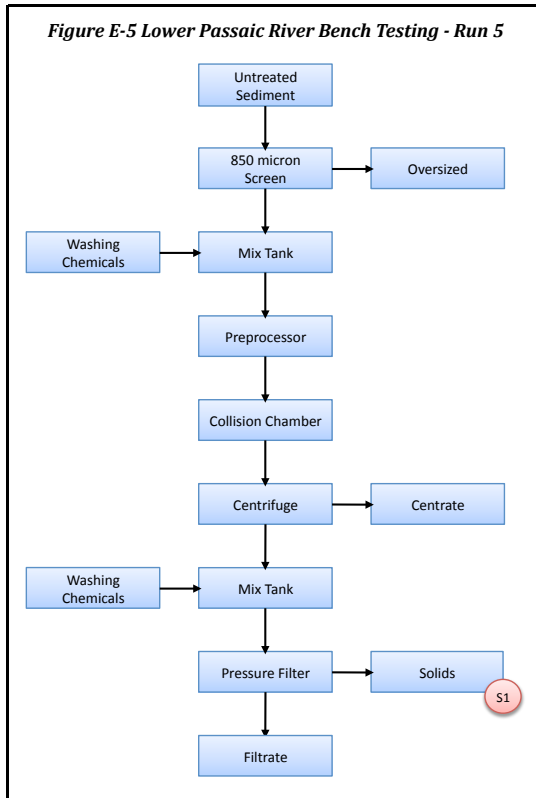 Figure E-5 Lower Passaic River Bench Testing - Run 5
Untreated
Sediment
850 micron
Screen
Oversized
Washing
Chemicals
Mix Tank
Preprocessor
Collision Chamber
Centrifuge
Centrate
Washing
Chemicals
Mix Tank
Pressure Filter
Solids
S1
Filtrate